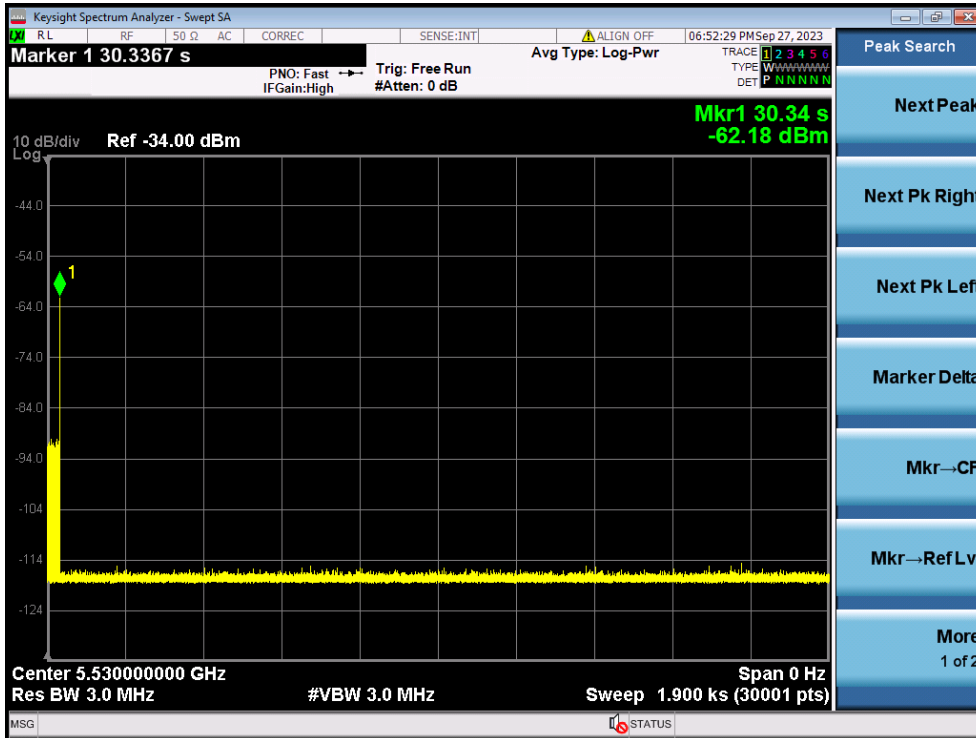 Keysight Spectrum Analyzer - Swept SA
LXI RL RF 50 Ω AC CORREC SENSE:INT ALIGN OFF 06:52:29 PM Sep 27, 2023
Marker 1 30.3367 s
PNO: Fast
IFGain:High
Trig: Free Run
#Atten: 0 dB
Avg Type: Log-Pwr
TRACE 1 2 3 4 5 6
TYPE WWWWWW
DET P N N N N N
Mkr1 30.34 s
-62.18 dBm
10 dB/div Ref -34.00 dBm
Log
1
-44.0
-54.0
-64.0
-74.0
-84.0
-94.0
-104
-114
-124
Center 5.530000000 GHz Span 0 Hz
Res BW 3.0 MHz #VBW 3.0 MHz Sweep 1.900 ks (30001 pts)
MSG STATUS
Peak Search
Next Peak
Next Pk Right
Next Pk Left
Marker Delta
Mkr→CF
Mkr→Ref Lv
More
1 of 2